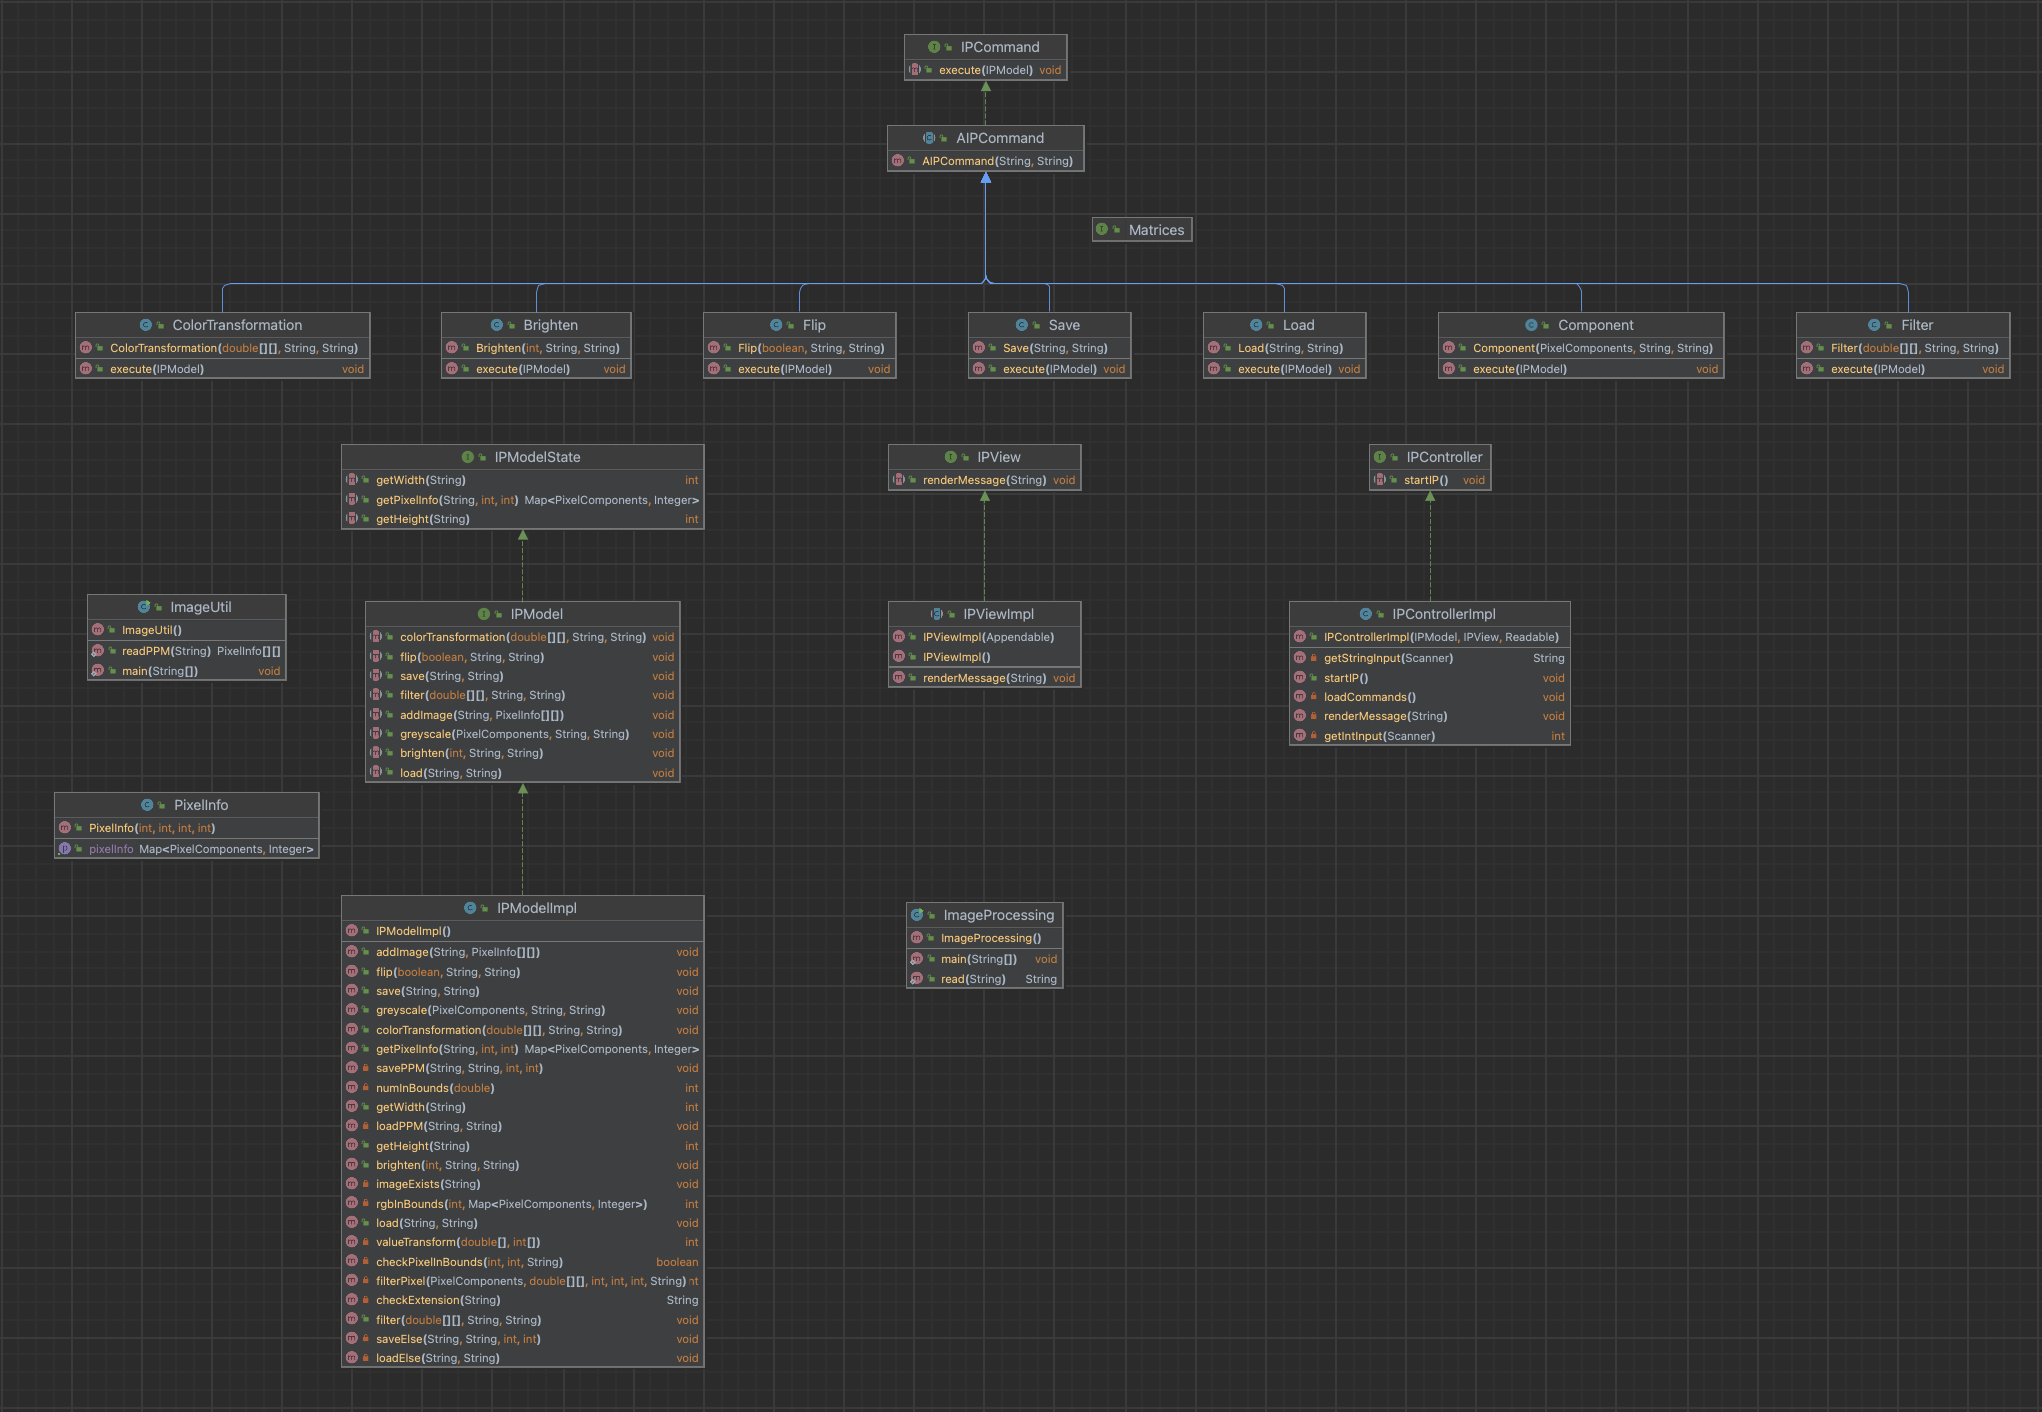 IPCommand
execute(IPModel) void
AIPCommand
AIPCommand(String, String)
Matrices
ColorTransformation
ColorTransformation(double[][], String, String)
execute(IPModel) void
Brighten
Brighten(int, String, String)
execute(IPModel) void
Flip
Flip(boolean, String, String)
execute(IPModel) void
Save
Save(String, String)
execute(IPModel) void
Load
Load(String, String)
execute(IPModel) void
Component
Component(PixelComponents, String, String)
execute(IPModel) void
Filter
Filter(double[][], String, String)
execute(IPModel) void
IPModelState
getWidth(String) int
getPixelInfo(String, int, int) Map<PixelComponents, Integer>
getHeight(String) int
IPView
renderMessage(String) void
IPController
startIP() void
ImageUtil
ImageUtil()
readPPM(String) PixelInfo[][]
main(String[]) void
IPModel
colorTransformation(double[][], String, String) void
flip(boolean, String, String) void
save(String, String) void
filter(double[][], String, String) void
addImage(String, PixelInfo[][]) void
greyscale(PixelComponents, String, String) void
brighten(int, String, String) void
load(String, String) void
IPViewImpl
IPViewImpl(Appendable)
IPViewImpl()
renderMessage(String) void
IPControllerImpl
IPControllerImpl(IPModel, IPView, Readable)
getStringInput(Scanner) String
startIP() void
loadCommands() void
renderMessage(String) void
getIntInput(Scanner) int
PixelInfo
PixelInfo(int, int, int, int)
pixelInfo Map<PixelComponents, Integer>
IPModelImpl
IPModelImpl()
addImage(String, PixelInfo[][]) void
flip(boolean, String, String) void
save(String, String) void
greyscale(PixelComponents, String, String) void
colorTransformation(double[][], String, String) void
getPixelInfo(String, int, int) Map<PixelComponents, Integer>
savePPM(String, String, int, int) void
numInBounds(double) int
getWidth(String) int
loadPPM(String, String) void
getHeight(String) int
brighten(int, String, String) void
imageExists(String) void
rgbInBounds(int, Map<PixelComponents, Integer>) int
load(String, String) void
valueTransform(double[], int[]) int
checkPixelInBounds(int, int, String) boolean
filterPixel(PixelComponents, double[][], int, int, int, String) nt
checkExtension(String) String
filter(double[][], String, String) void
saveElse(String, String, int, int) void
loadElse(String, String) void
ImageProcessing
ImageProcessing()
main(String[]) void
read(String) String